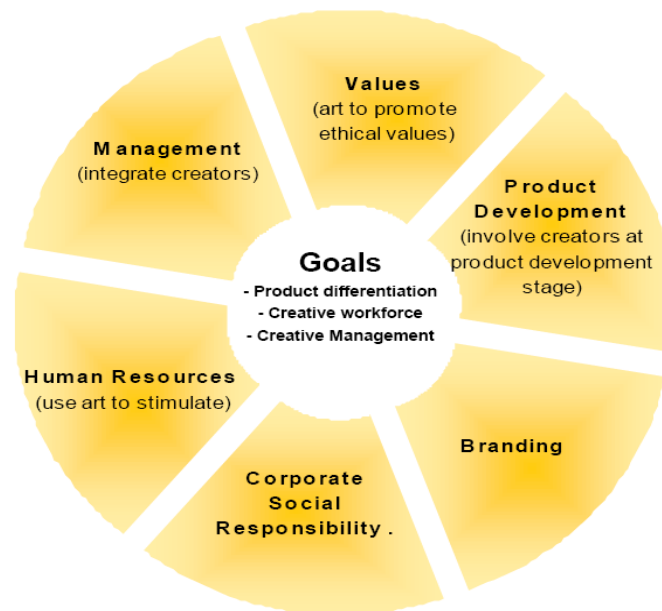 Values
(art to promote
ethical values)
Management
(integrate creators)
Product
Development
(involve creators at
product development
stage)
Goals
- Product differentiation
- Creative workforce
- Creative Management
Human Resources
(use art to stimulate)
Branding
Corporate
Social
Responsibility .